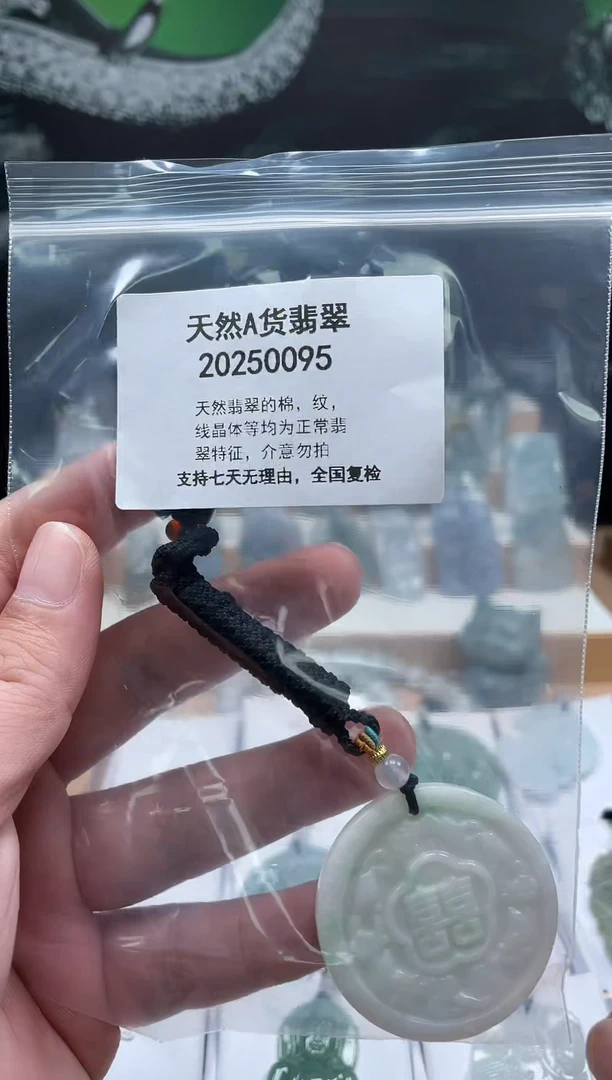 天然A货翡翠
20250095
天然翡翠的棉，纹，
线晶体等均为正常翡
翠特征，介意勿拍
支持七天无理由，全国复检
囍